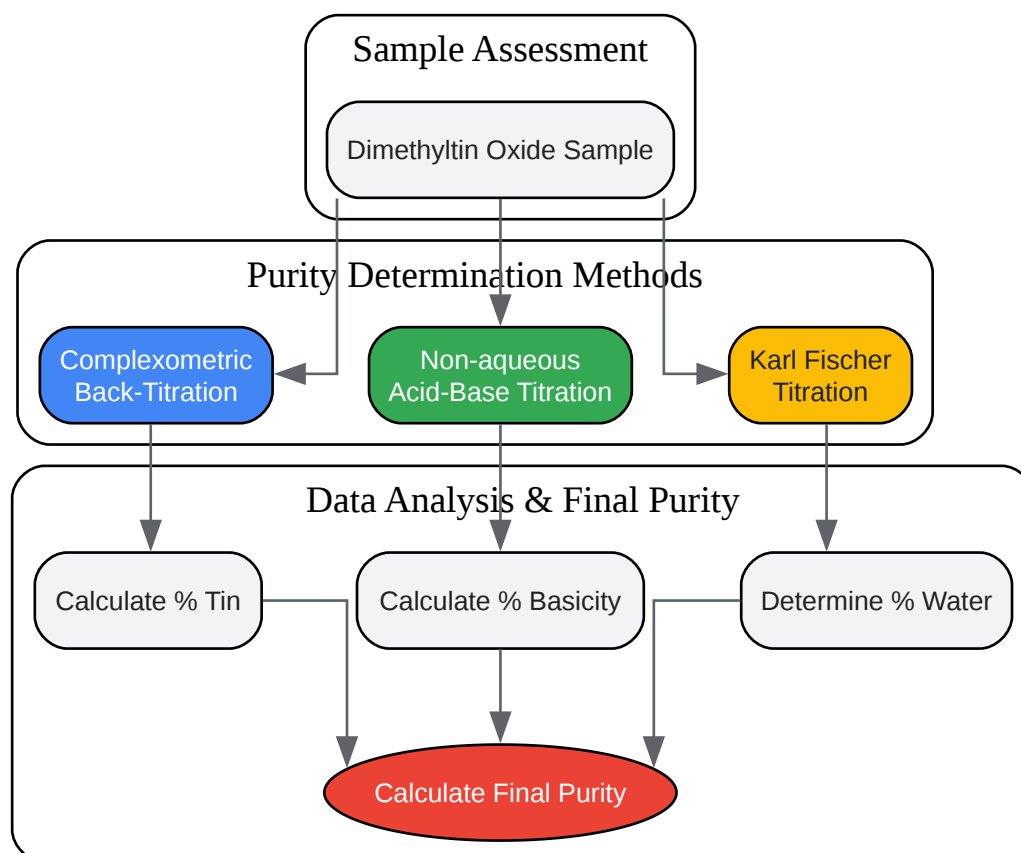 Sample Assessment
Dimethyltin Oxide Sample
Purity Determination Methods
Complexometric
Back-Titration
Non-aqueous
Acid-Base Titration
Karl Fischer
Titration
Data Analysis & Final Purity
Calculate % Tin
Calculate % Basicity
Determine % Water
Calculate Final Purity